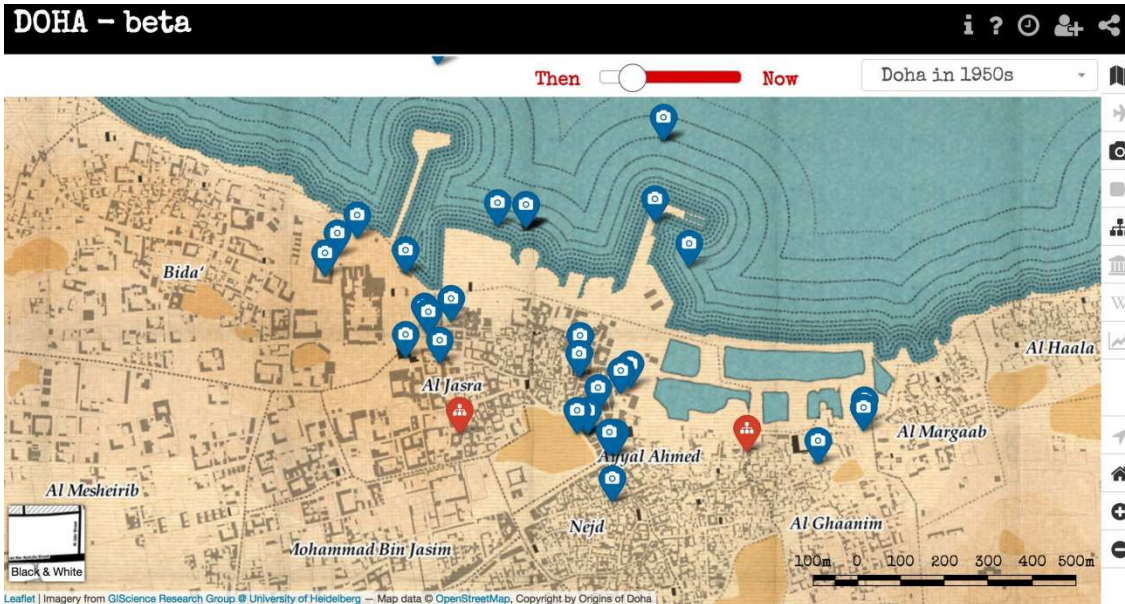 DOHA - beta
i ?
Then Now Doha in 1950s
W
Bida'
Al Haala
Al Jasra
Al Margaab
Ayyal Ahmed
Al Mesheirib
Nejd
Al Ghaanim
Mohammad Bin Jasim
100m 0 100 200 300 400 500m
Black & White
Leaflet | Imagery from GIScience Research Group @ University of Heidelberg — Map data © OpenStreetMap, Copyright by Origins of Doha